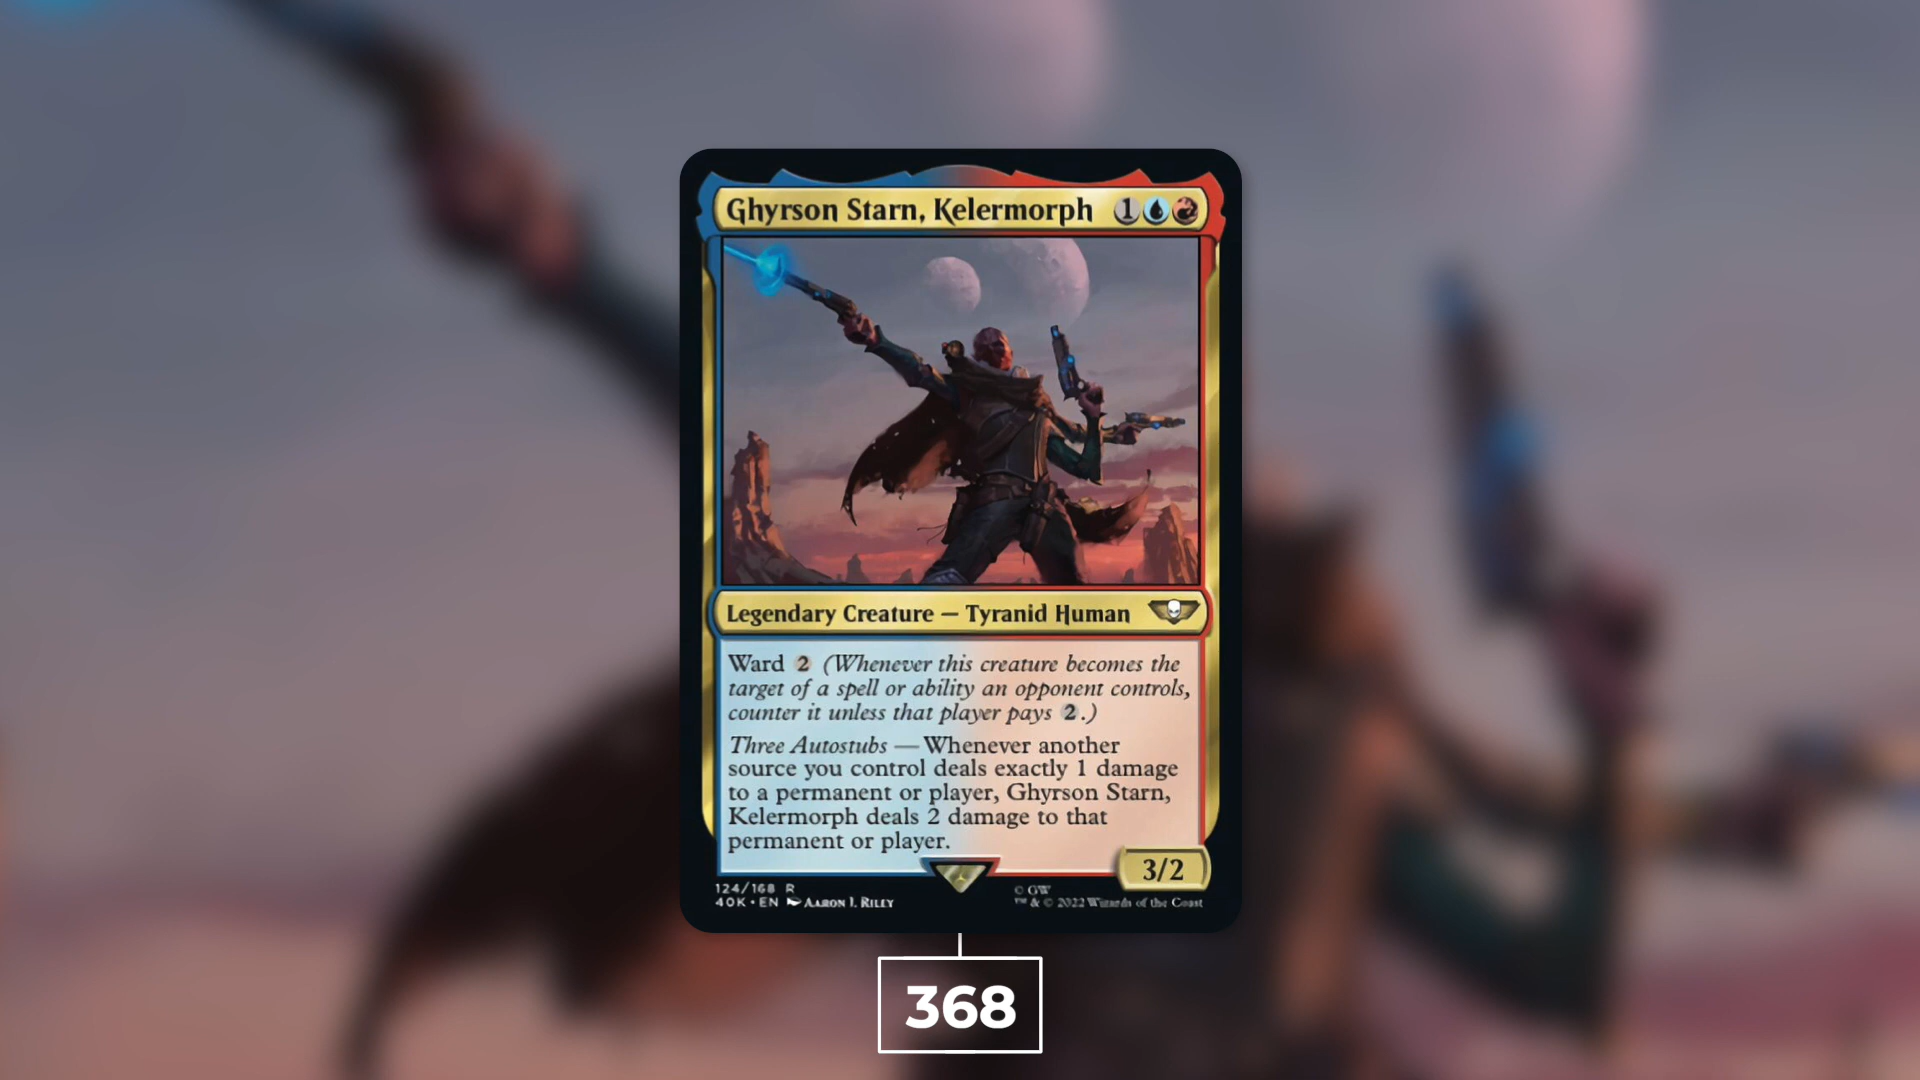 Ghyrson Starn, Kelermorph 1
Legendary Creature — Tyranid Human
Ward 2 (Whenever this creature becomes the
target of a spell or ability an opponent controls,
counter it unless that player pays 2.)
Three Autostubs — Whenever another
source you control deals exactly 1 damage
to a permanent or player, Ghyrson Starn,
Kelermorph deals 2 damage to that
permanent or player.
3/2
124/168 R
40K • EN Aaron J. Riley
© GW
™ & © 2022 Wizards of the Coast
368